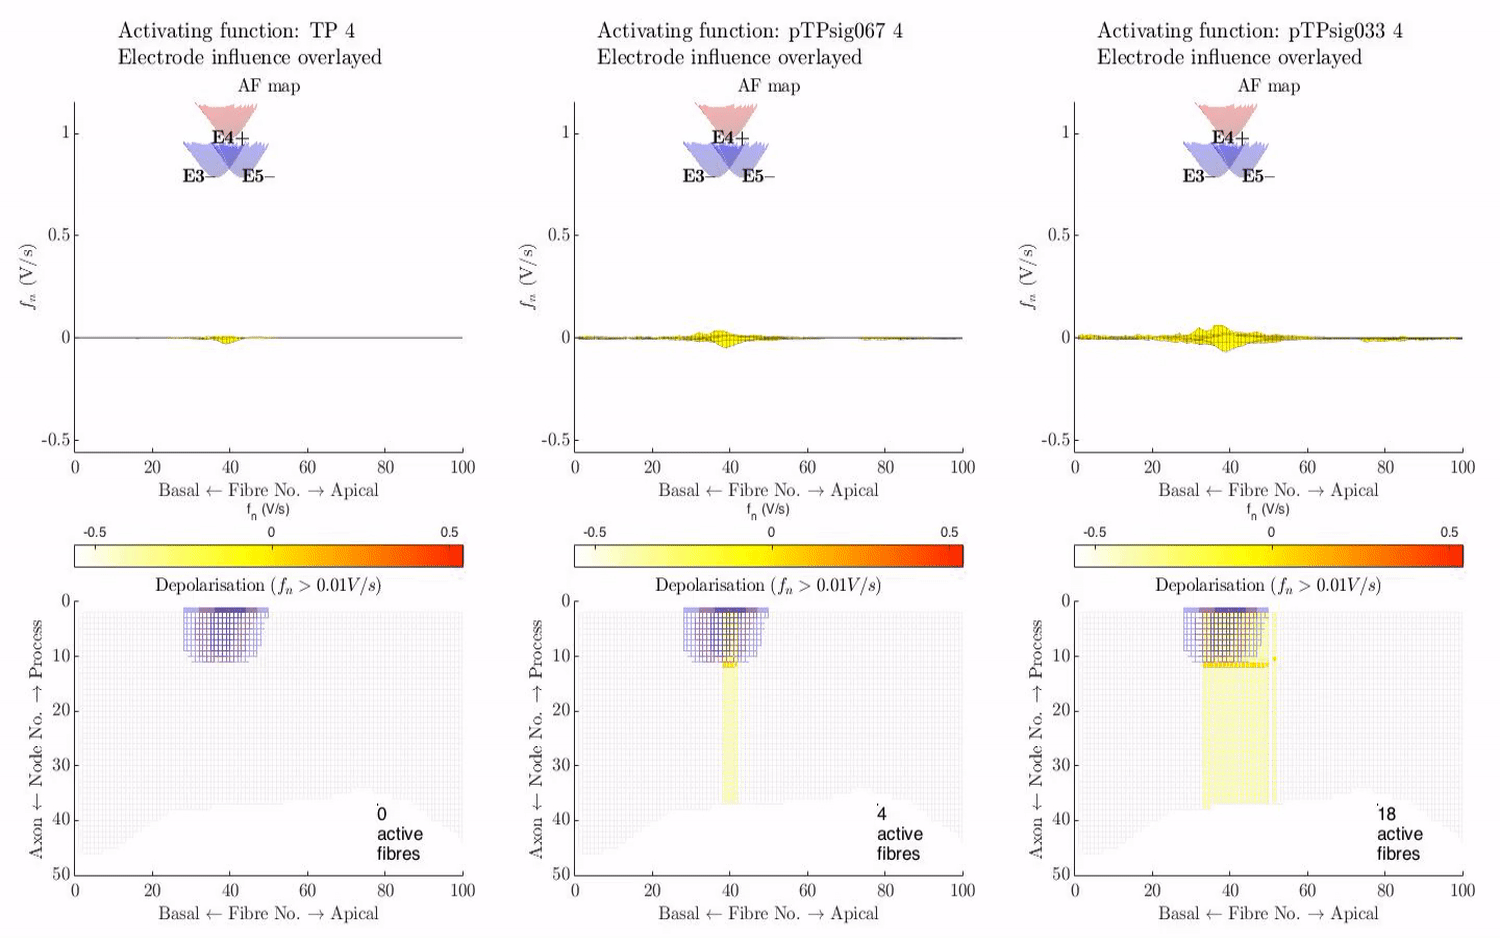 Activating function: TP 4
Electrode influence overlayed
AF map
E4+
E3− E5−
1
0.5
0
-0.5
f_n (V/s)
0 20 40 60 80 100
Basal ← Fibre No. → Apical
f_n (V/s)
-0.5 0 0.5
Depolarisation (f_n > 0.01V/s)
0
10
20
30
40
50
Axon ← Node No. → Process
0
active
fibres
0 20 40 60 80 100
Basal ← Fibre No. → Apical
Activating function: pTPsig067 4
Electrode influence overlayed
AF map
E4+
E3− E5−
1
0.5
0
-0.5
f_n (V/s)
0 20 40 60 80 100
Basal ← Fibre No. → Apical
f_n (V/s)
-0.5 0 0.5
Depolarisation (f_n > 0.01V/s)
0
10
20
30
40
50
Axon ← Node No. → Process
4
active
fibres
0 20 40 60 80 100
Basal ← Fibre No. → Apical
Activating function: pTPsig033 4
Electrode influence overlayed
AF map
E4+
E3− E5−
1
0.5
0
-0.5
f_n (V/s)
0 20 40 60 80 100
Basal ← Fibre No. → Apical
f_n (V/s)
-0.5 0 0.5
Depolarisation (f_n > 0.01V/s)
0
10
20
30
40
50
Axon ← Node No. → Process
18
active
fibres
0 20 40 60 80 100
Basal ← Fibre No. → Apical